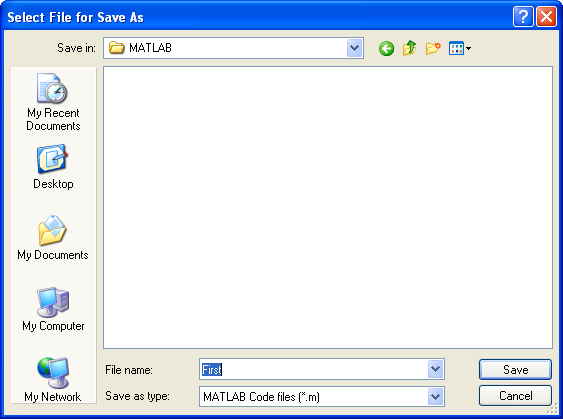 Select File for Save As
Save in: MATLAB
My Recent
Documents
Desktop
My Documents
My Computer
My Network
File name: First Save
Save as type: MATLAB Code files (*.m) Cancel